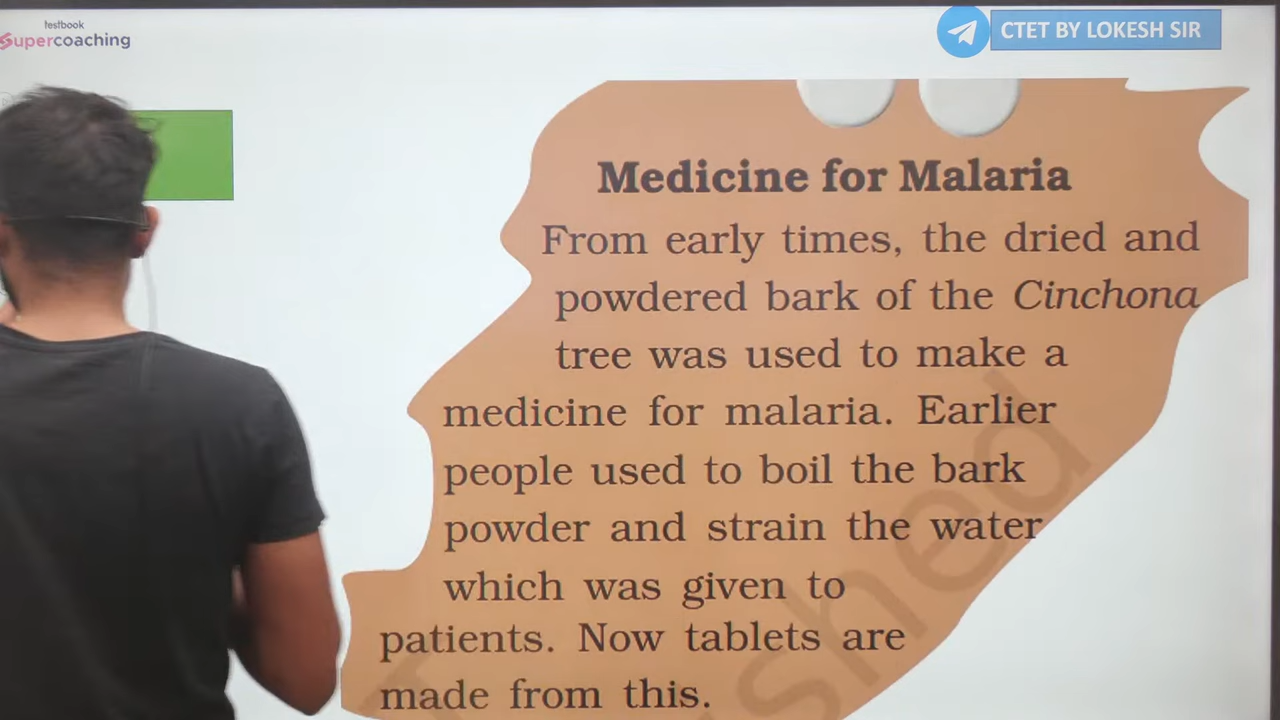 testbook
Supercoaching
CTET BY LOKESH SIR
Medicine for Malaria
From early times, the dried and
powdered bark of the Cinchona
tree was used to make a
medicine for malaria. Earlier
people used to boil the bark
powder and strain the water
which was given to
patients. Now tablets are
made from this.